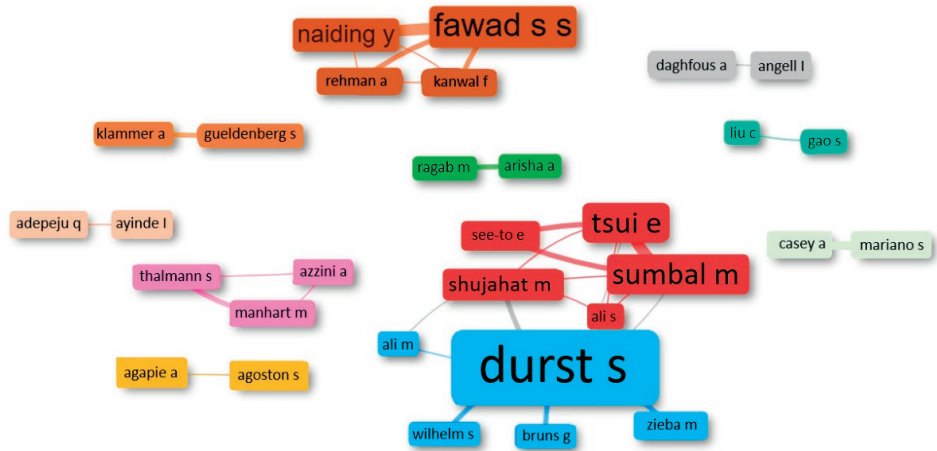 naiding y
fawad s s
rehman a
kanwal f
daghfous a
angell l
klammer a
gueldenberg s
liu c
gao s
ragab m
arisha a
adepeju q
ayinde l
see-to e
tsui e
casey a
mariano s
thalmann s
azzini a
shujahat m
sumbal m
manhart m
ali s
ali m
durst s
agapie a
agoston s
wilhelm s
bruns g
zieba m